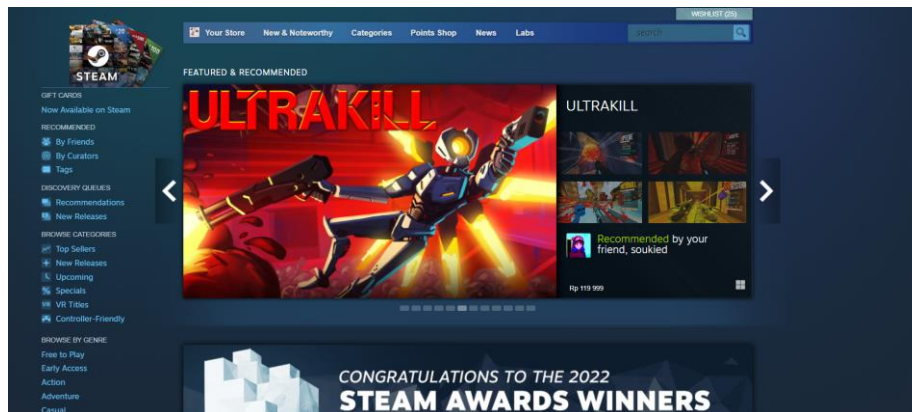 WISHLIST (25)
Your Store
New & Noteworthy
Categories
Points Shop
News
Labs
search
STEAM
FEATURED & RECOMMENDED
GIFT CARDS
Now Available on Steam
RECOMMENDED
By Friends
By Curators
Tags
DISCOVERY QUEUES
Recommendations
New Releases
BROWSE CATEGORIES
Top Sellers
New Releases
Upcoming
Specials
VR Titles
Controller-Friendly
BROWSE BY GENRE
Free to Play
Early Access
Action
Adventure
Casual
ULTRAKILL
ULTRAKILL
Recommended by your
friend, soukied
Rp 119 999
CONGRATULATIONS TO THE 2022
STEAM AWARDS WINNERS